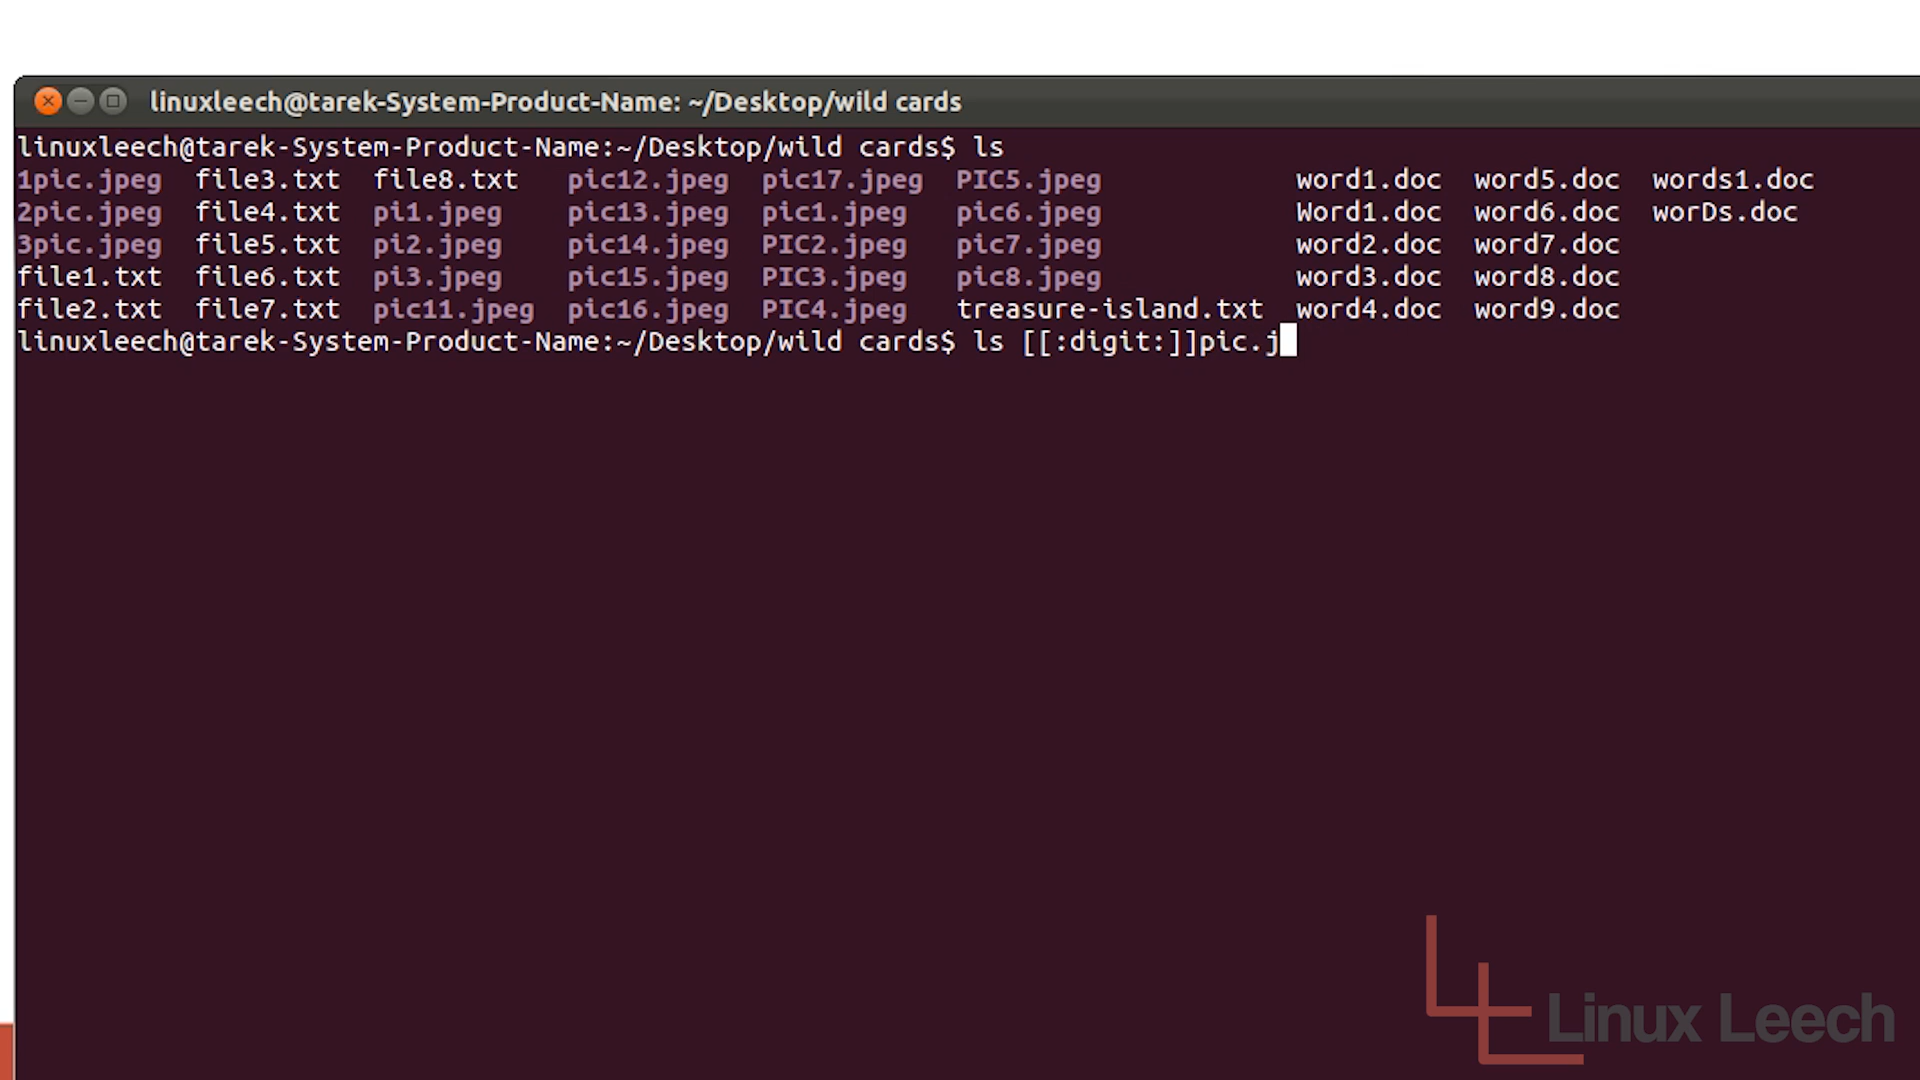 linuxleech@tarek-System-Product-Name: ~/Desktop/wild cards
linuxleech@tarek-System-Product-Name:~/Desktop/wild cards$ ls
1pic.jpeg file3.txt file8.txt pic12.jpeg pic17.jpeg PIC5.jpeg word1.doc word5.doc words1.doc
2pic.jpeg file4.txt pi1.jpeg pic13.jpeg pic1.jpeg pic6.jpeg Word1.doc word6.doc worDs.doc
3pic.jpeg file5.txt pi2.jpeg pic14.jpeg PIC2.jpeg pic7.jpeg word2.doc word7.doc
file1.txt file6.txt pi3.jpeg pic15.jpeg PIC3.jpeg pic8.jpeg word3.doc word8.doc
file2.txt file7.txt pic11.jpeg pic16.jpeg PIC4.jpeg treasure-island.txt word4.doc word9.doc
linuxleech@tarek-System-Product-Name:~/Desktop/wild cards$ ls [[:digit:]]pic.j
Linux Leech